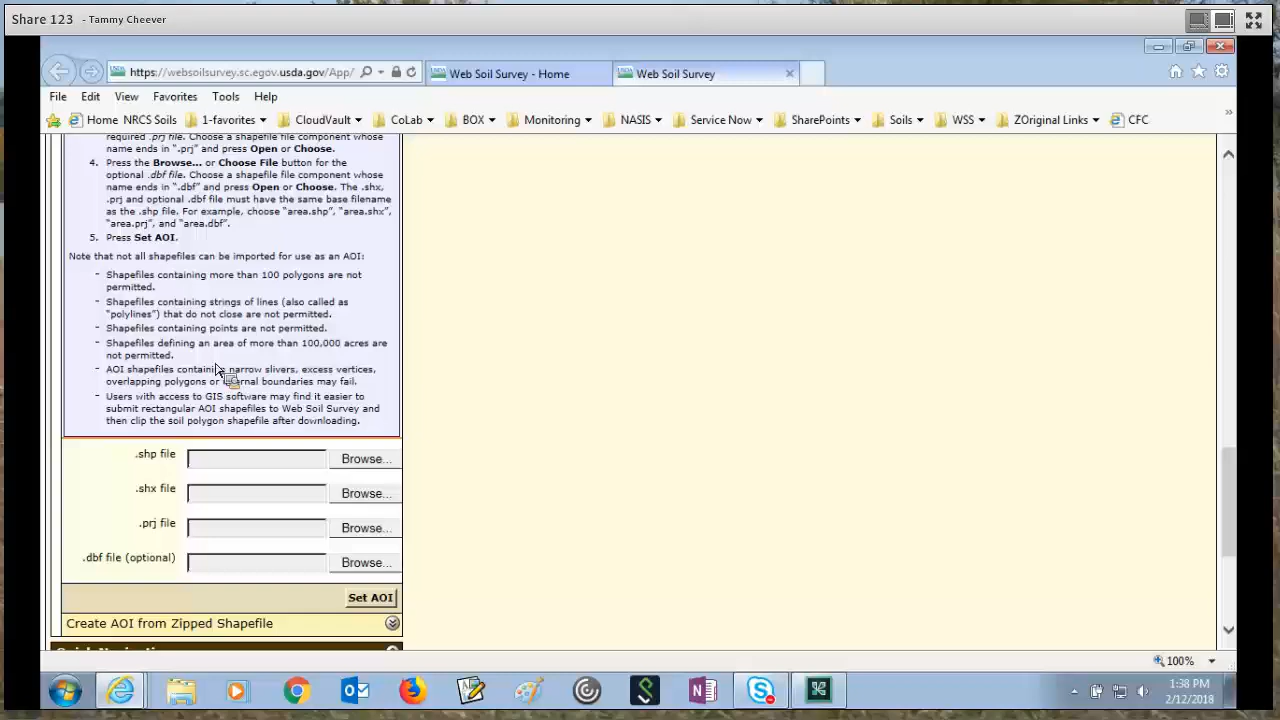 Share 123 - Tammy Cheever
https://websoilsurvey.sc.egov.usda.gov/App/
Web Soil Survey - Home
Web Soil Survey
File Edit View Favorites Tools Help
Home NRCS Soils 1-favorites CloudVault CoLab BOX Monitoring NASIS Service Now SharePoints Soils WSS ZOriginal Links CFC
required .prj file. Choose a shapefile file component whose
name ends in “.prj” and press Open or Choose.
4. Press the Browse... or Choose File button for the
optional .dbf file. Choose a shapefile file component whose
name ends in “.dbf” and press Open or Choose. The .shx,
.prj and optional .dbf file must have the same base filename
as the .shp file. For example, choose “area.shp”, “area.shx”,
“area.prj”, and “area.dbf”.
5. Press Set AOI.
Note that not all shapefiles can be imported for use as an AOI:
- Shapefiles containing more than 100 polygons are not
permitted.
- Shapefiles containing strings of lines (also called as
“polylines”) that do not close are not permitted.
- Shapefiles containing points are not permitted.
- Shapefiles defining an area of more than 100,000 acres are
not permitted.
- AOI shapefiles containing narrow slivers, excess vertices,
overlapping polygons or internal boundaries may fail.
- Users with access to GIS software may find it easier to
submit rectangular AOI shapefiles to Web Soil Survey and
then clip the soil polygon shapefile after downloading.
.shp file Browse...
.shx file Browse...
.prj file Browse...
.dbf file (optional) Browse...
Set AOI
Create AOI from Zipped Shapefile
100%
1:38 PM
2/12/2018